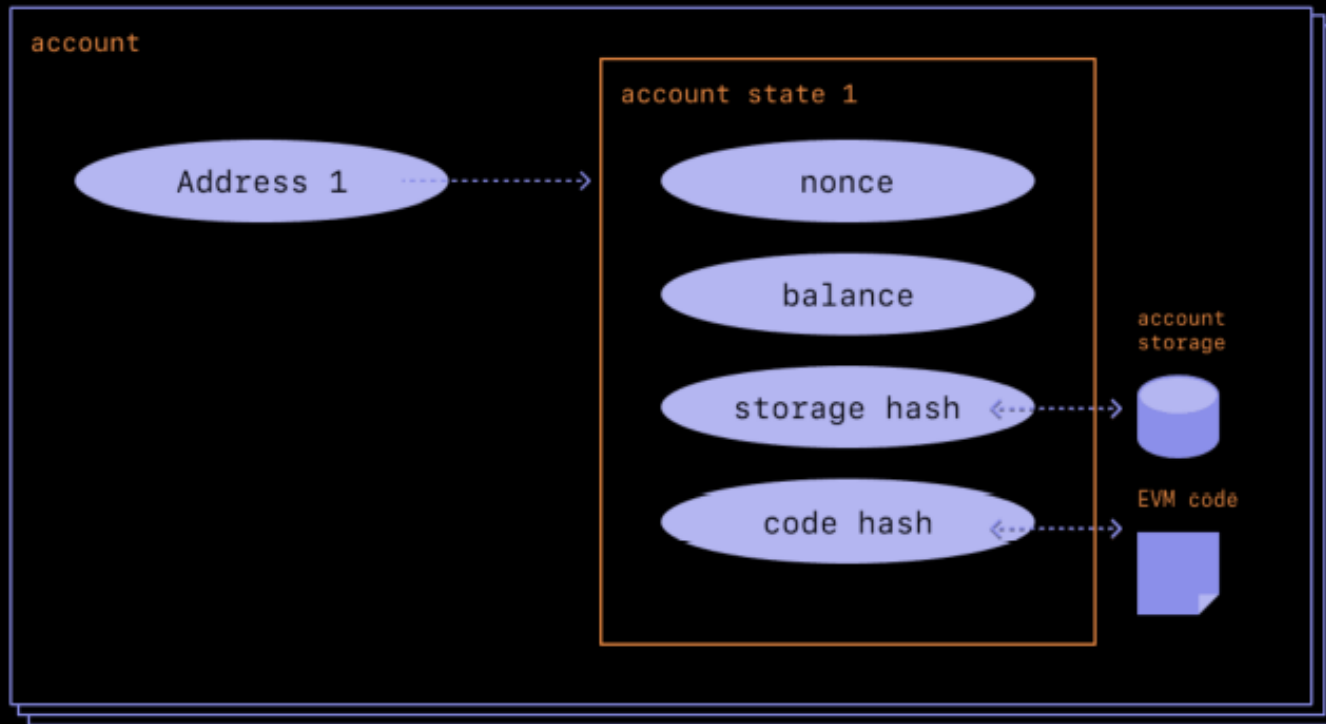 account
account state 1
Address 1
nonce
balance
account
storage
storage hash
EVM code
code hash